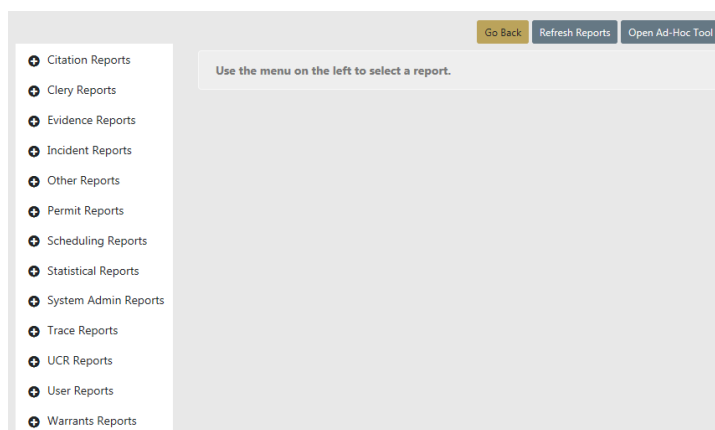 Go Back Refresh Reports Open Ad-Hoc Tool
Citation Reports
Use the menu on the left to select a report.
Clery Reports
Evidence Reports
Incident Reports
Other Reports
Permit Reports
Scheduling Reports
Statistical Reports
System Admin Reports
Trace Reports
UCR Reports
User Reports
Warrants Reports